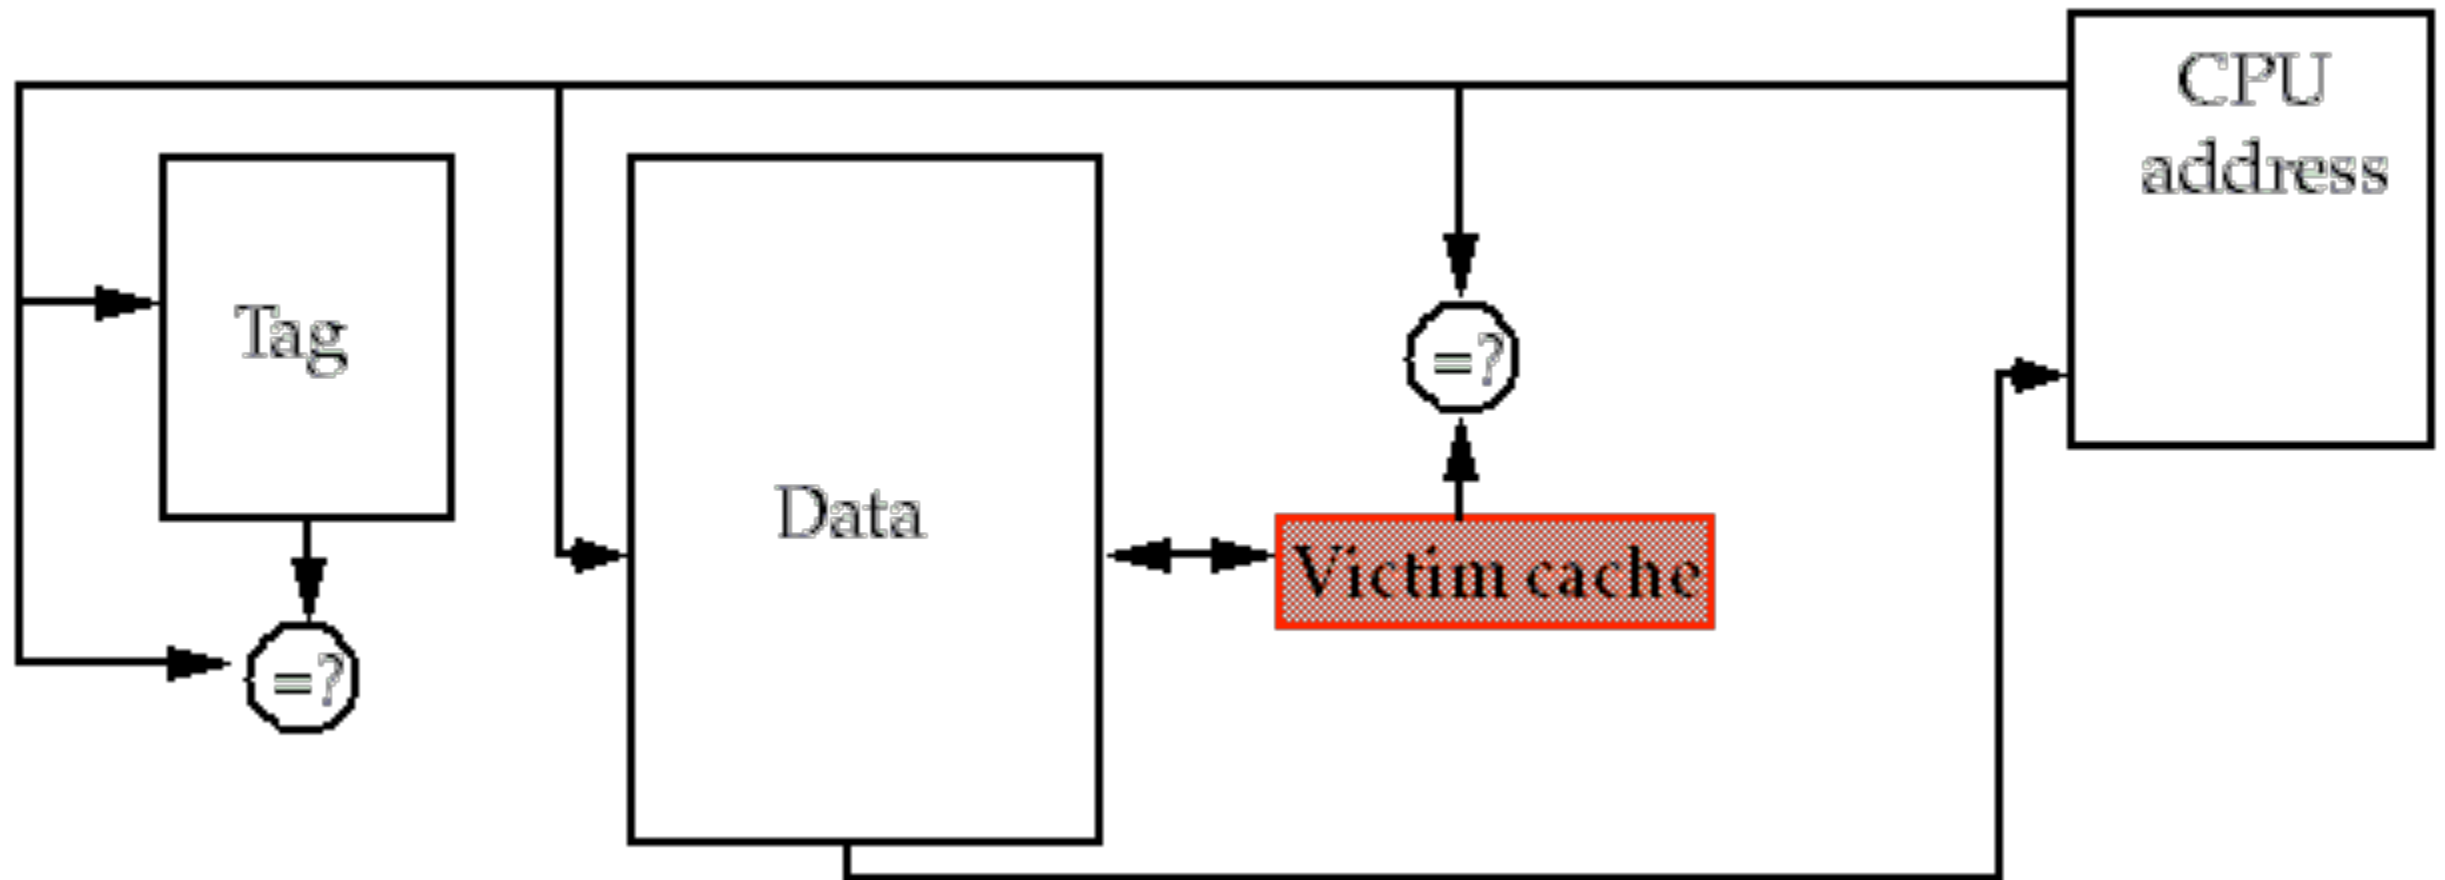 CPU
address
Tag
=?
Data
Victim cache
=?